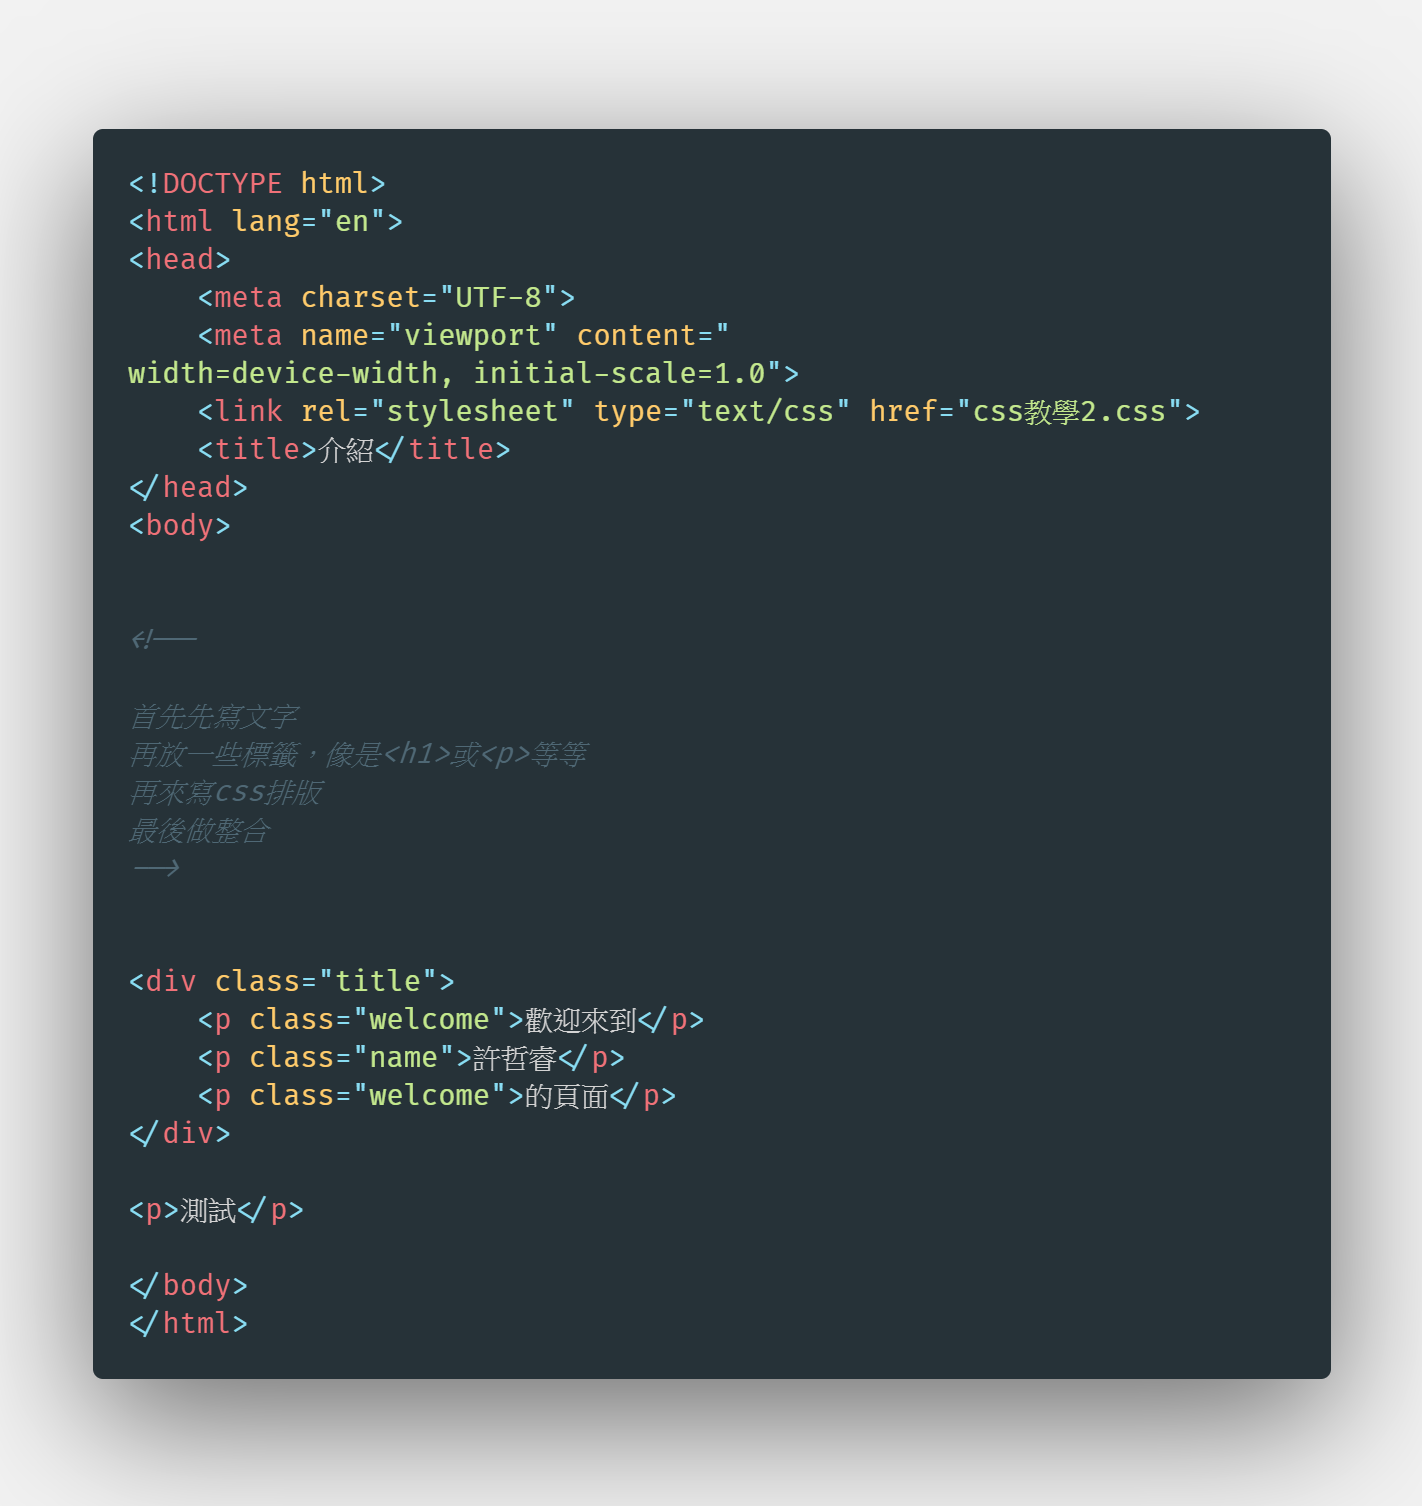 <!DOCTYPE html>
<html lang="en">
<head>
    <meta charset="UTF-8">
    <meta name="viewport" content="
width=device-width, initial-scale=1.0">
    <link rel="stylesheet" type="text/css" href="css教學2.css">
    <title>介紹</title>
</head>
<body>
<!--
首先先寫文字
再放一些標籤，像是<h1>或<p>等等
再來寫css排版
最後做整合
-->
<div class="title">
    <p class="welcome">歡迎來到</p>
    <p class="name">許哲睿</p>
    <p class="welcome">的頁面</p>
</div>
<p>測試</p>
</body>
</html>